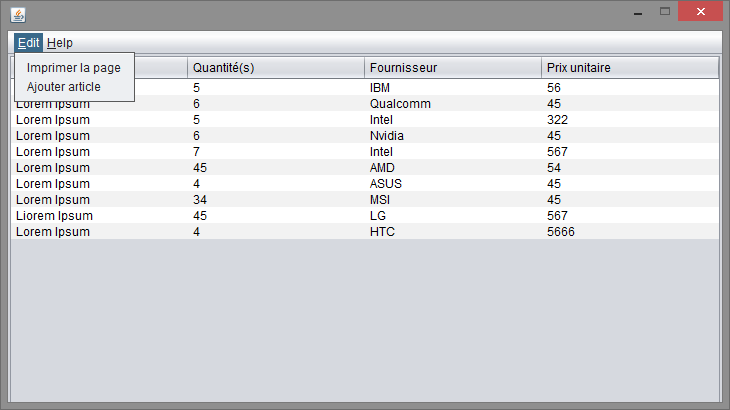 Edit Help
Imprimer la page
Ajouter article
Quantité(s) Fournisseur Prix unitaire
5 IBM 56
Lorem Ipsum 6 Qualcomm 45
Lorem Ipsum 5 Intel 322
Lorem Ipsum 6 Nvidia 45
Lorem Ipsum 7 Intel 567
Lorem Ipsum 45 AMD 54
Lorem Ipsum 4 ASUS 45
Lorem Ipsum 34 MSI 45
Liorem Ipsum 45 LG 567
Lorem Ipsum 4 HTC 5666